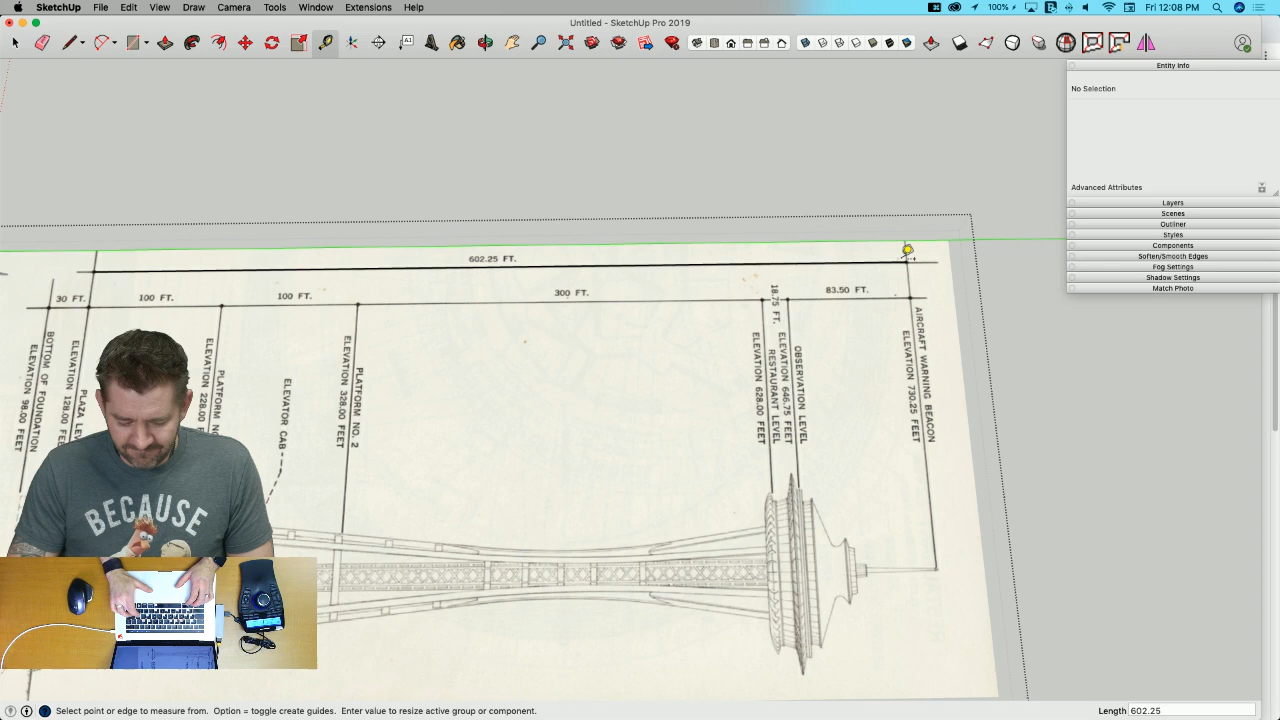 SketchUp File Edit View Draw Camera Tools Window Extensions Help
100% Fri 12:08 PM
Untitled - SketchUp Pro 2019
Entity Info
No Selection
Advanced Attributes
Layers
Scenes
Outliner
Styles
Components
Soften/Smooth Edges
Fog Settings
Shadow Settings
Match Photo
602.25 FT.
30 FT. 100 FT. 100 FT. 300 FT. 18.75 FT. 83.50 FT.
BOTTOM OF FOUNDATION
ELEVATION 98.00 FEET
PLAZA
ELEVATION 128.00
PLATFORM
ELEVATION 228.00
ELEVATOR CAB
PLATFORM NO. 2
ELEVATION 328.00 FEET
RESTAURANT LEVEL
ELEVATION 628.00 FEET
OBSERVATION LEVEL
ELEVATION 646.75 FEET
AIRCRAFT WARNING BEACON
ELEVATION 730.25 FEET
BECAUSE
Select point or edge to measure from. Option = toggle create guides. Enter value to resize active group or component.
Length 602.25